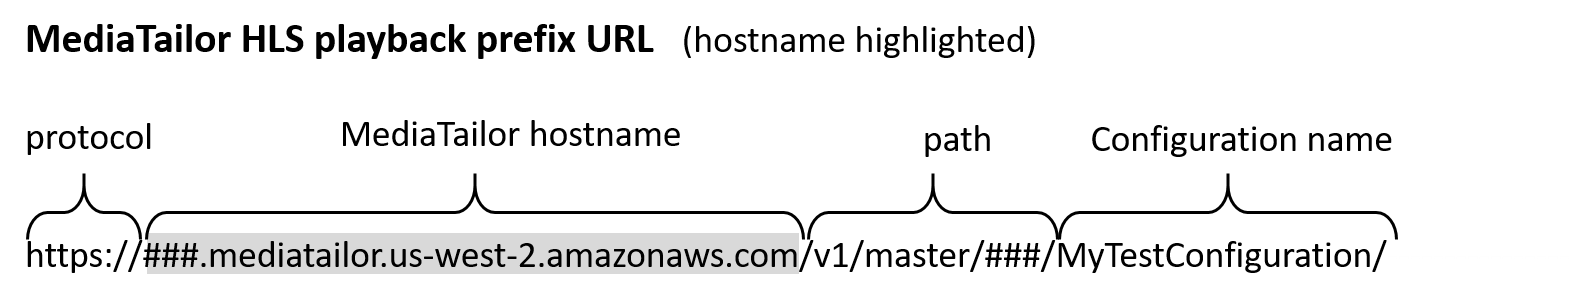 MediaTailor HLS playback prefix URL (hostname highlighted)
protocol MediaTailor hostname path Configuration name
https://###.mediatailor.us-west-2.amazonaws.com/v1/master/###/MyTestConfiguration/